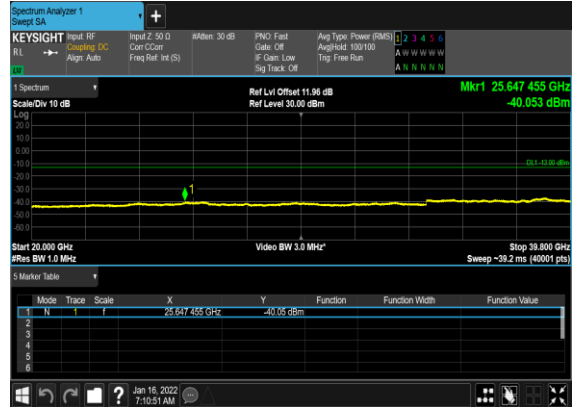 Spectrum Analyzer 1
Swept SA
KEYSIGHT Input: RF Input Z: 50 Ω #Atten: 30 dB PNO: Fast Avg Type: Power (RMS) 1 2 3 4 5 6
RL Coupling: DC Corr CCorr Gate: Off Avg|Hold: 100/100 A W W W W W
Align: Auto Freq Ref: Int (S) IF Gain: Low Trig: Free Run
Sig Track: Off A N N N N N
1 Spectrum Ref Lvl Offset 11.96 dB Mkr1 25.647 455 GHz
Scale/Div 10 dB Ref Level 30.00 dBm -40.053 dBm
Log
20.0
10.0
0.00
-10.0 DL1 -13.00 dBm
-20.0
-30.0 1
-40.0
-50.0
-60.0
Start 20.000 GHz Video BW 3.0 MHz* Stop 39.800 GHz
#Res BW 1.0 MHz Sweep ~39.2 ms (40001 pts)
5 Marker Table
Mode Trace Scale X Y Function Function Width Function Value
1 N 1 f 25.647 455 GHz -40.05 dBm
2
3
4
5
6
? Jan 16, 2022
7:10:51 AM